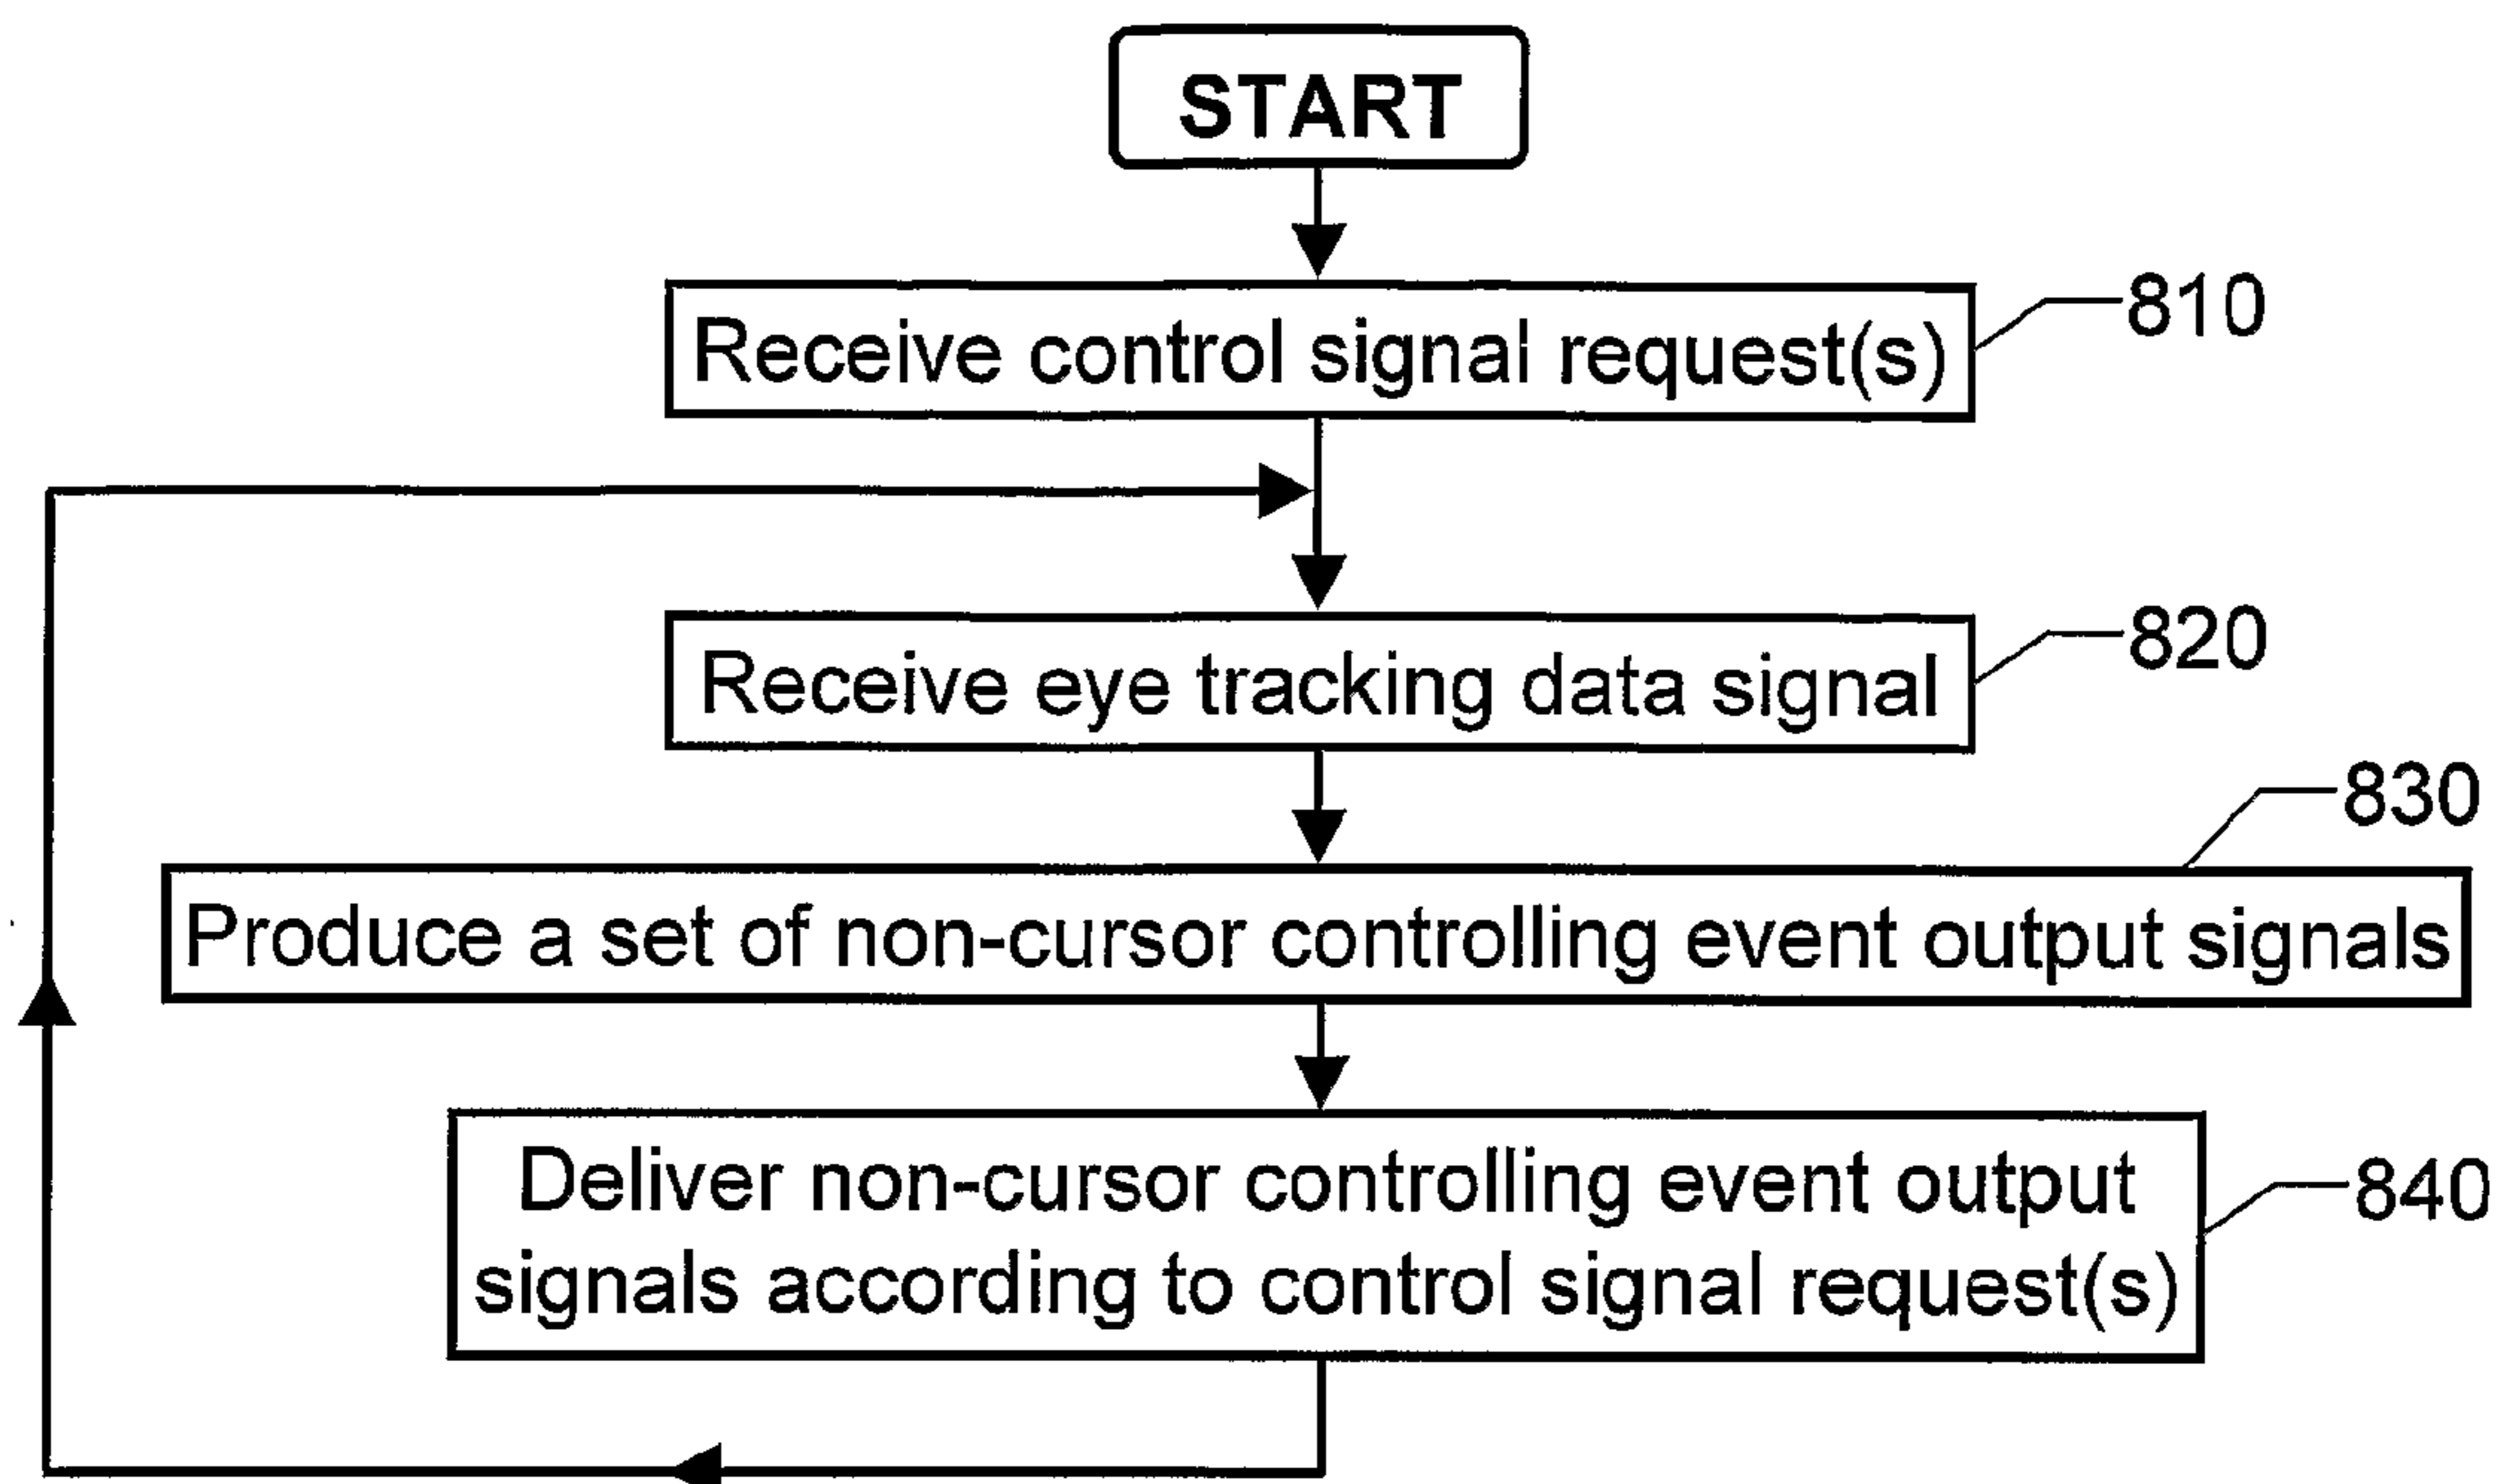 START
Receive control signal request(s)
810
Receive eye tracking data signal
820
830
Produce a set of non-cursor controlling event output signals
Deliver non-cursor controlling event output
signals according to control signal request(s)
840